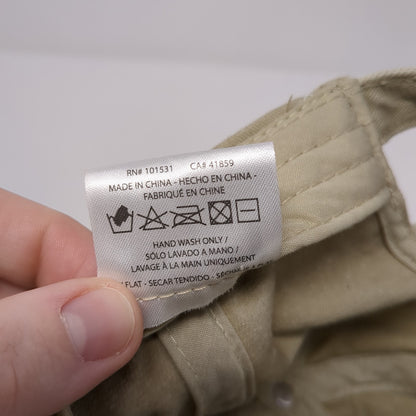 RN# 101531 CA# 41859
MADE IN CHINA - HECHO EN CHINA -
FABRIQUÉ EN CHINE
HAND WASH ONLY /
SÓLO LAVADO A MANO /
LAVAGE À LA MAIN UNIQUEMENT
FLAT - SECAR TENDIDO -